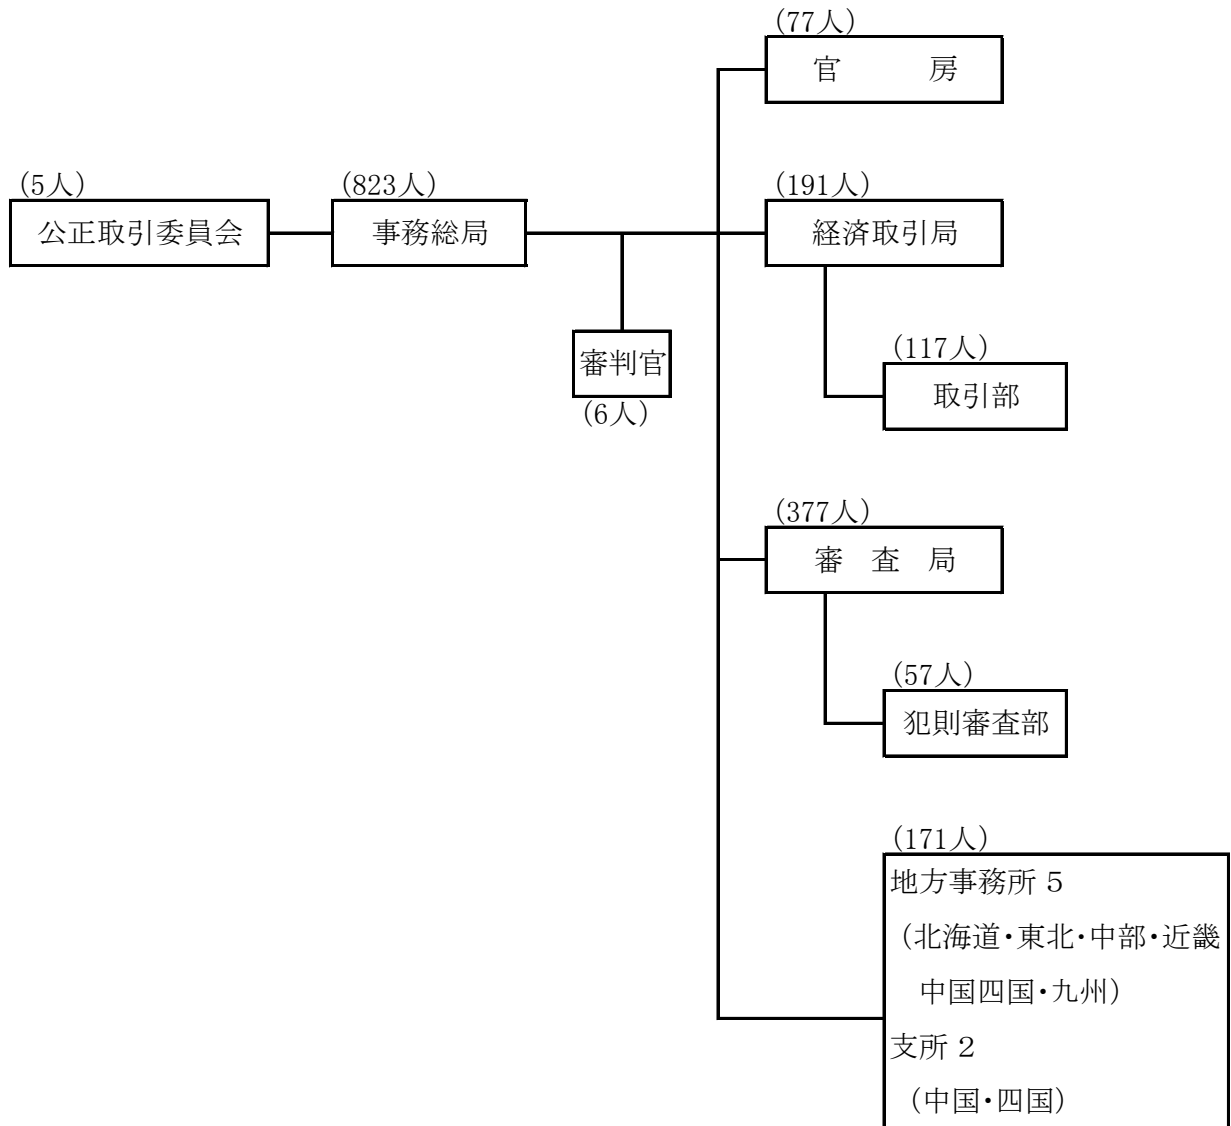 (77人)
官　　　房
(5人)
公正取引委員会
(823人)
事務総局
(191人)
経済取引局
審判官
(6人)
(117人)
取引部
(377人)
審　査　局
(57人)
犯則審査部
(171人)
地方事務所 5
(北海道・東北・中部・近畿
中国四国・九州)
支所 2
(中国・四国)